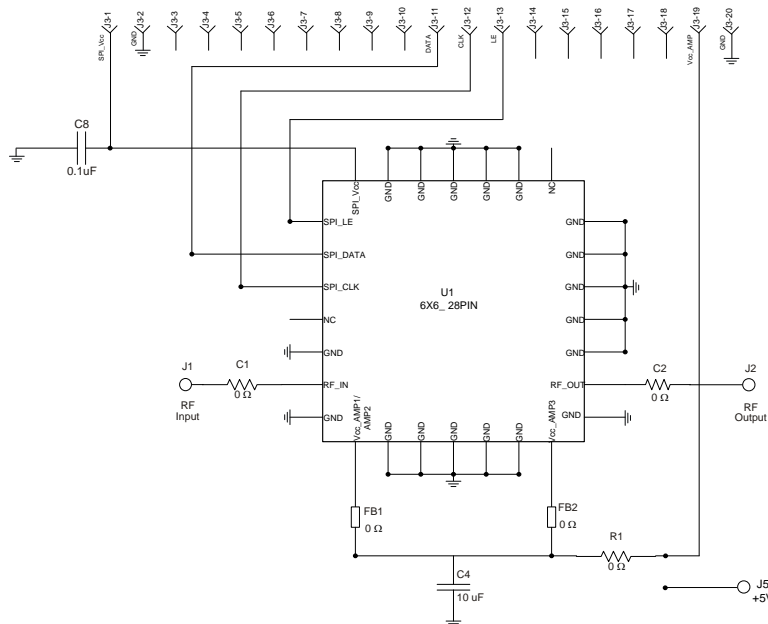 J3-1
J3-2
J3-3
J3-4
J3-5
J3-6
J3-7
J3-8
J3-9
J3-10
J3-11
J3-12
J3-13
J3-14
J3-15
J3-16
J3-17
J3-18
J3-19
J3-20
SPI_Vcc
GND
DATA
CLK
LE
Vcc_AMP
GND
C8
0.1uF
SPI_Vcc
GND
GND
GND
GND
GND
NC
SPI_LE
SPI_DATA
SPI_CLK
NC
GND
RF_IN
GND
U1
6X6_ 28PIN
GND
GND
GND
GND
GND
RF_OUT
GND
Vcc_AMP1/
AMP2
GND
GND
GND
GND
GND
Vcc_AMP3
J1
RF
Input
C1
0 Ω
C2
0 Ω
J2
RF
Output
FB1
0 Ω
FB2
0 Ω
R1
0 Ω
C4
10 uF
J5
+5V